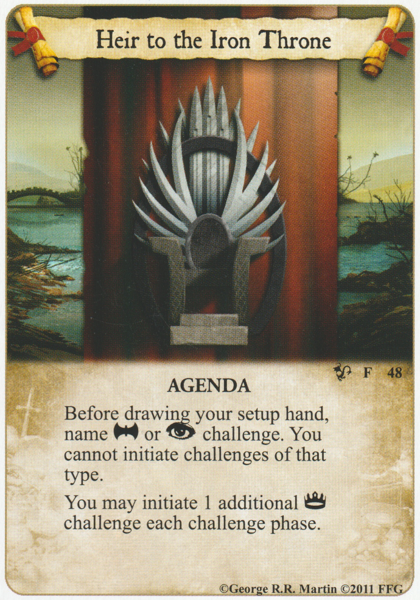 Heir to the Iron Throne
F 48
AGENDA
Before drawing your setup hand,
name or challenge. You
cannot initiate challenges of that
type.
You may initiate 1 additional
challenge each challenge phase.
©George R.R. Martin ©2011 FFG